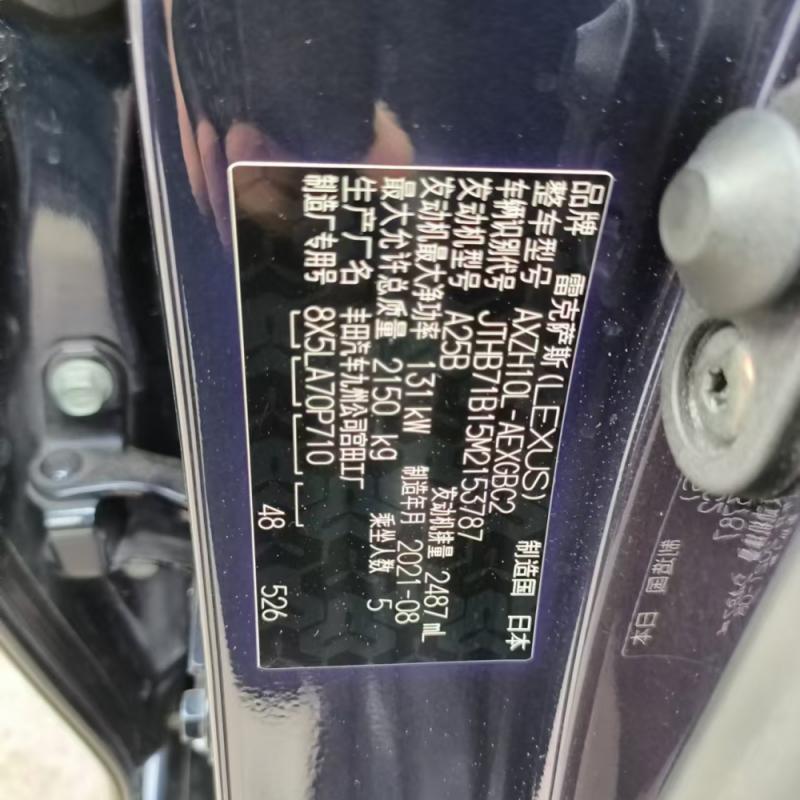 品牌 雷克萨斯(LEXUS) 制造国 日本
整车型号 AXZH10L-AEXGBC2
车辆识别代号 JTHB71B15M2153787
发动机型号 A25B 发动机排量 2487mL
发动机最大净功率 131kW 制造年月 2021-08
最大允许总质量 2150 kg 乘坐人数 5
生产厂名 丰田汽车九州公司宫田工厂
制造厂专用号 8X5LA70P710
48 526